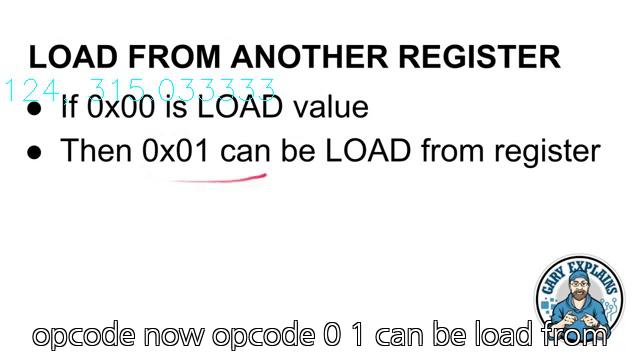 LOAD FROM ANOTHER REGISTER
124, 315.033333
● If 0x00 is LOAD value
● Then 0x01 can be LOAD from register
GARY EXPLAINS
opcode now opcode 0 1 can be load from